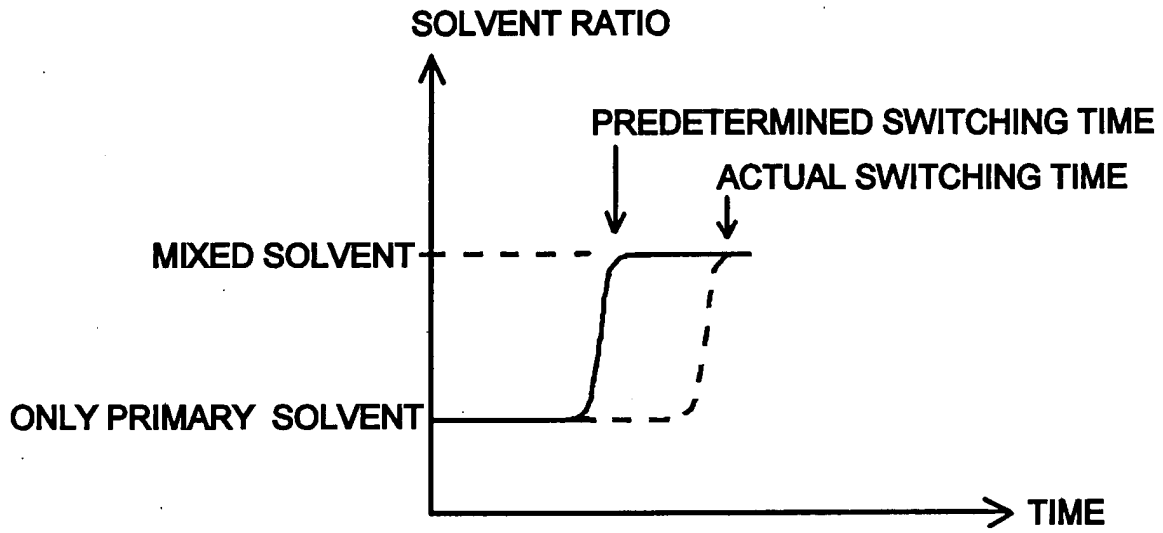 SOLVENT RATIO
PREDETERMINED SWITCHING TIME
ACTUAL SWITCHING TIME
MIXED SOLVENT
ONLY PRIMARY SOLVENT
TIME